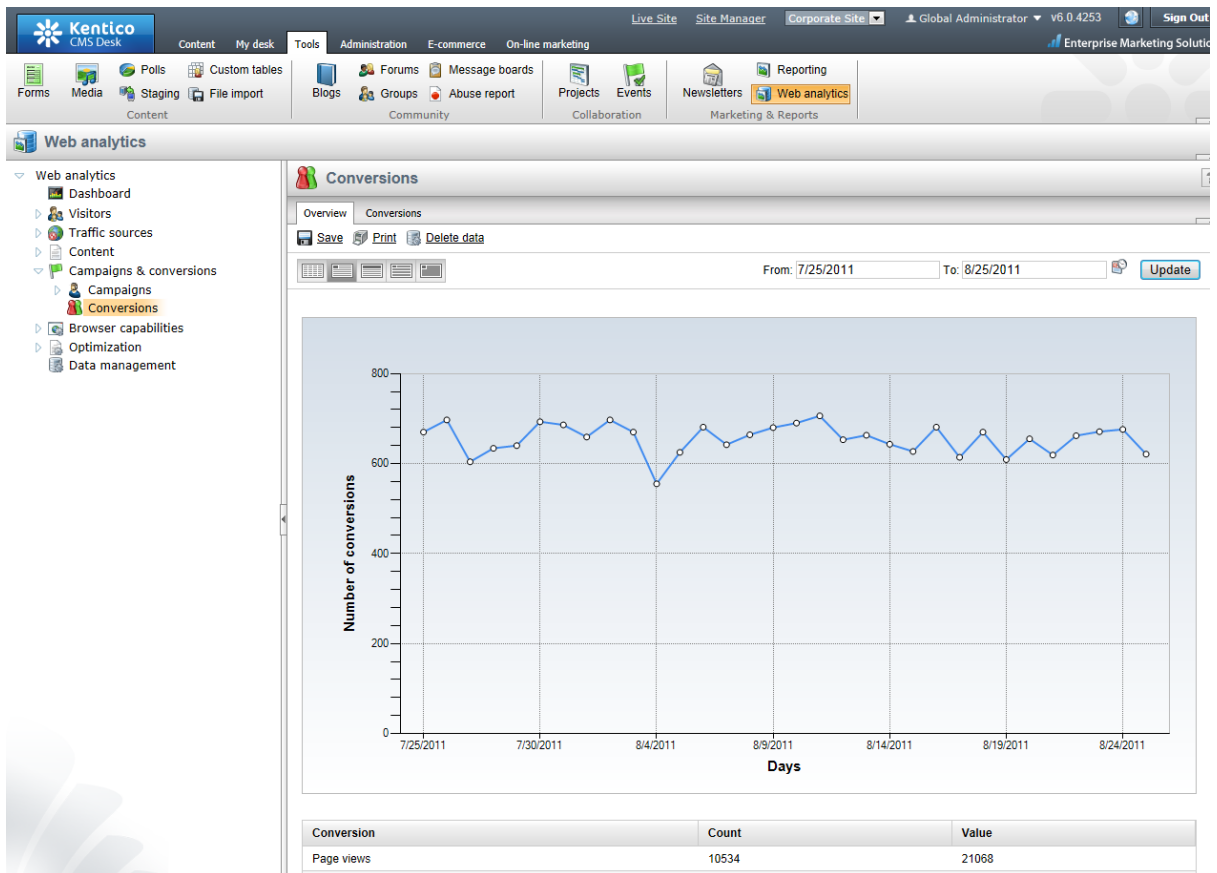 Live Site Site Manager Corporate Site Global Administrator v6.0.4253 Sign Out
Kentico
CMS Desk
Content My desk Tools Administration E-commerce On-line marketing
Enterprise Marketing
Forms Media Polls Staging Custom tables File import
Content
Blogs Forums Groups Message boards Abuse report
Community
Projects Events
Collaboration
Newsletters Reporting Web analytics
Marketing & Reports
Web analytics
Web analytics
Dashboard
Visitors
Traffic sources
Content
Campaigns & conversions
Campaigns
Conversions
Browser capabilities
Optimization
Data management
Conversions
Overview Conversions
Save Print Delete data
From: 7/25/2011 To: 8/25/2011 Update
Number of conversions
800
600
400
200
0
7/25/2011 7/30/2011 8/4/2011 8/9/2011 8/14/2011 8/19/2011 8/24/2011
Days
Conversion Count Value
Page views 10534 21068